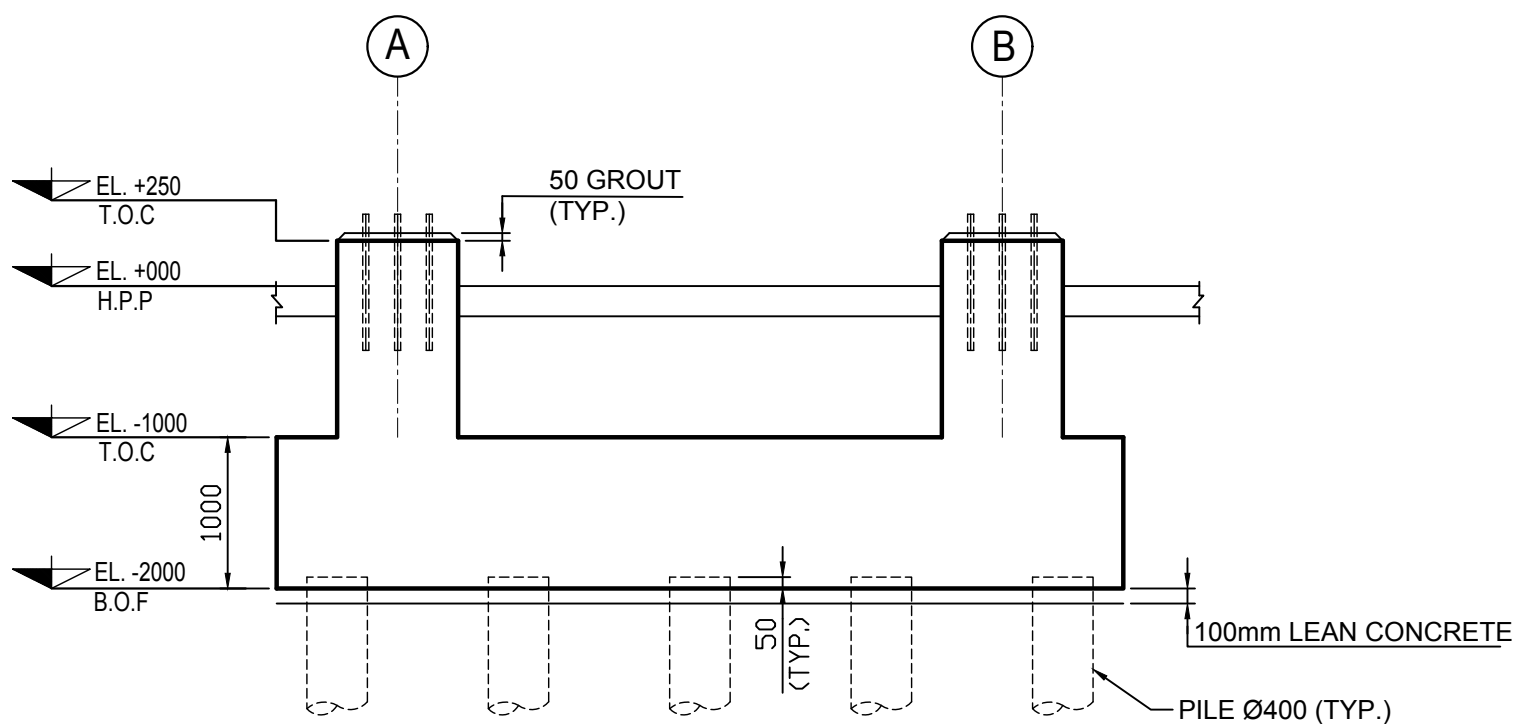 A
B
EL. +250
T.O.C
50 GROUT
(TYP.)
EL. +000
H.P.P
EL. -1000
T.O.C
1000
EL. -2000
B.O.F
50
(TYP.)
100mm LEAN CONCRETE
PILE Ø400 (TYP.)